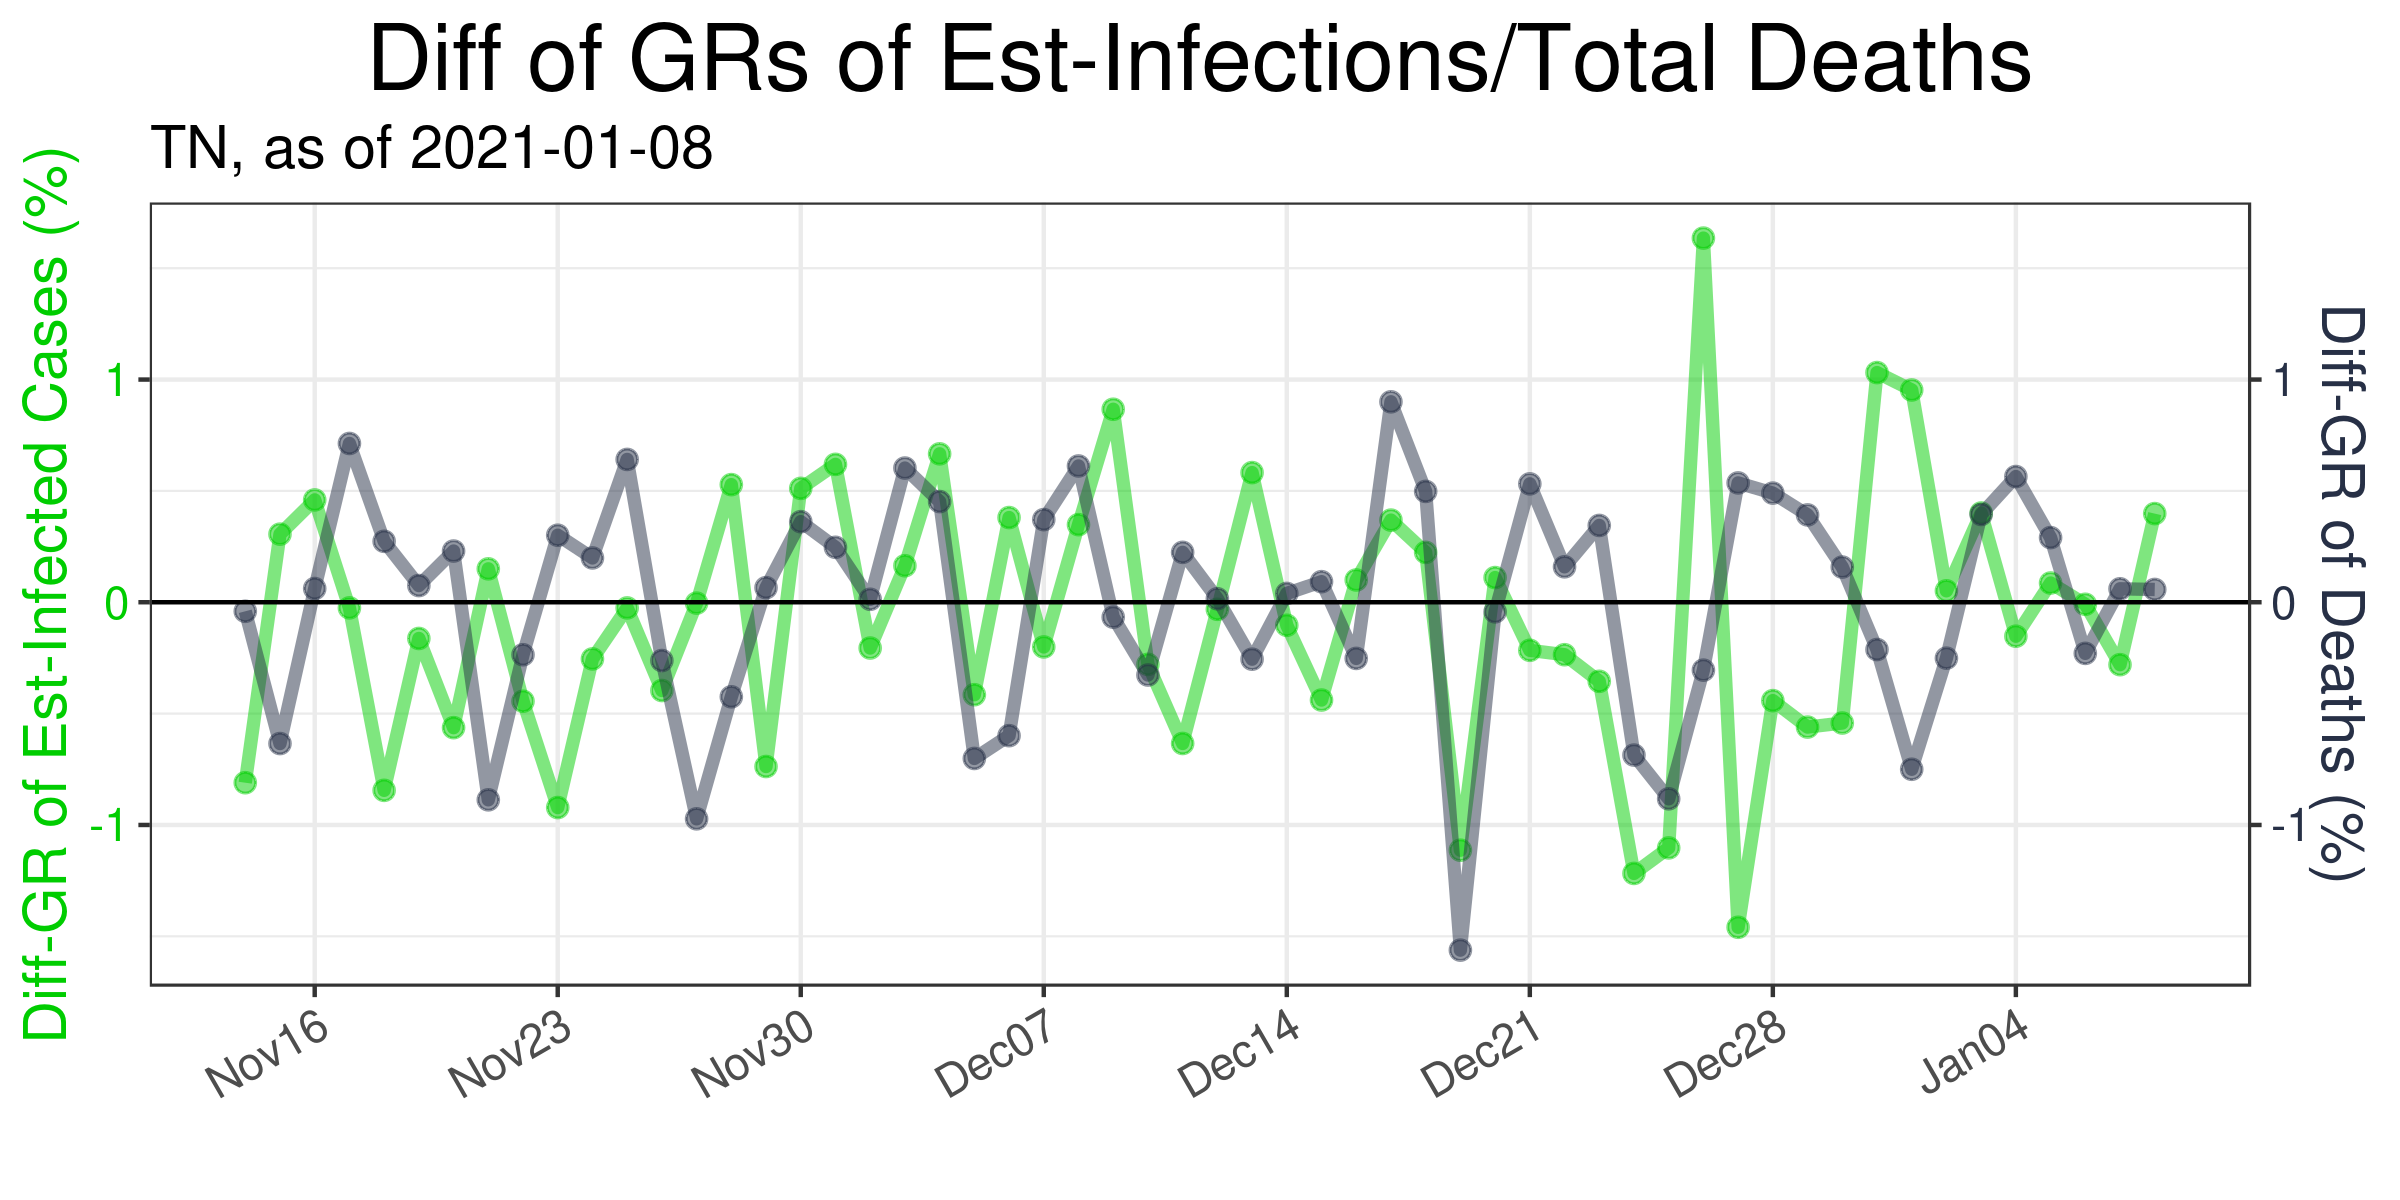 Diff of GRs of Est-Infections/Total Deaths
TN, as of 2021-01-08
Diff-GR of Est-Infected Cases (%)
1
0
-1
1
0
-1
Diff-GR of Deaths (%)
Nov16
Nov23
Nov30
Dec07
Dec14
Dec21
Dec28
Jan04